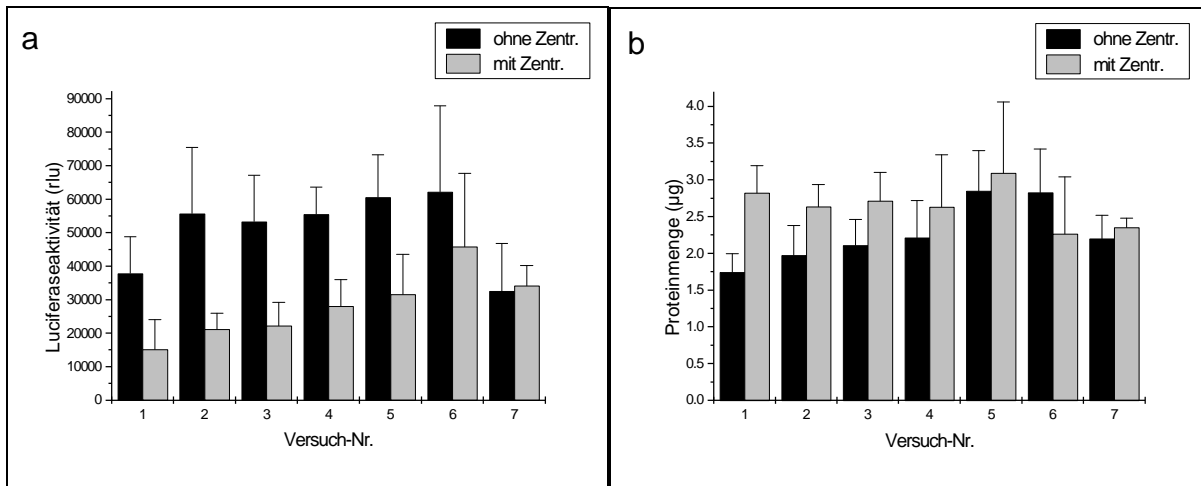 a
ohne Zentr.
mit Zentr.
90000
80000
70000
60000
50000
40000
30000
20000
10000
0
Luciferaseaktivität (rlu)
1 2 3 4 5 6 7
Versuch-Nr.
b
ohne Zentr.
mit Zentr.
4.0
3.5
3.0
2.5
2.0
1.5
1.0
0.5
0.0
Proteinmenge (µg)
1 2 3 4 5 6 7
Versuch-Nr.